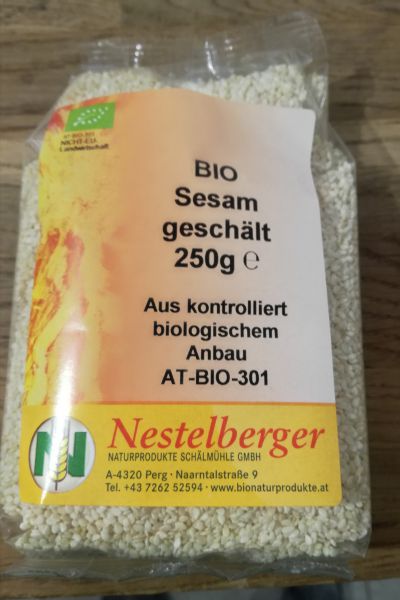 AT-BIO-301
NICHT-EU-
Landwirtschaft
BIO
Sesam
geschält
250g ℮
Aus kontrolliert
biologischem
Anbau
AT-BIO-301
N
Nestelberger
NATURPRODUKTE SCHÄLMÜHLE GMBH
A-4320 Perg · Naarntalstraße 9
Tel. +43 7262 52594 · www.bionaturprodukte.at